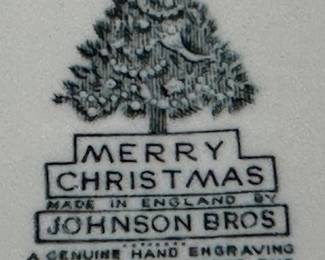 MERRY
CHRISTMAS
MADE IN ENGLAND BY
JOHNSON BROS
A GENUINE HAND ENGRAVING